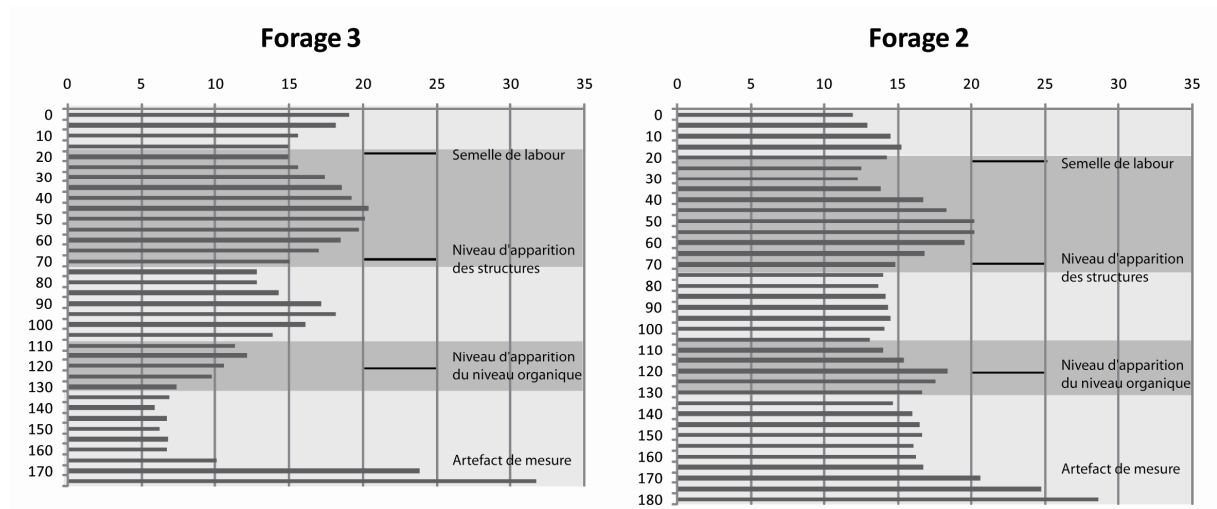 Forage 3
0 5 10 15 20 25 30 35
0
10
20
30
40
50
60
70
80
90
100
110
120
130
140
150
160
170
Semelle de labour
Niveau d'apparition
des structures
Niveau d'apparition
du niveau organique
Artefact de mesure
Forage 2
0 5 10 15 20 25 30 35
0
10
20
30
40
50
60
70
80
90
100
110
120
130
140
150
160
170
180
Semelle de labour
Niveau d'apparition
des structures
Niveau d'apparition
du niveau organique
Artefact de mesure